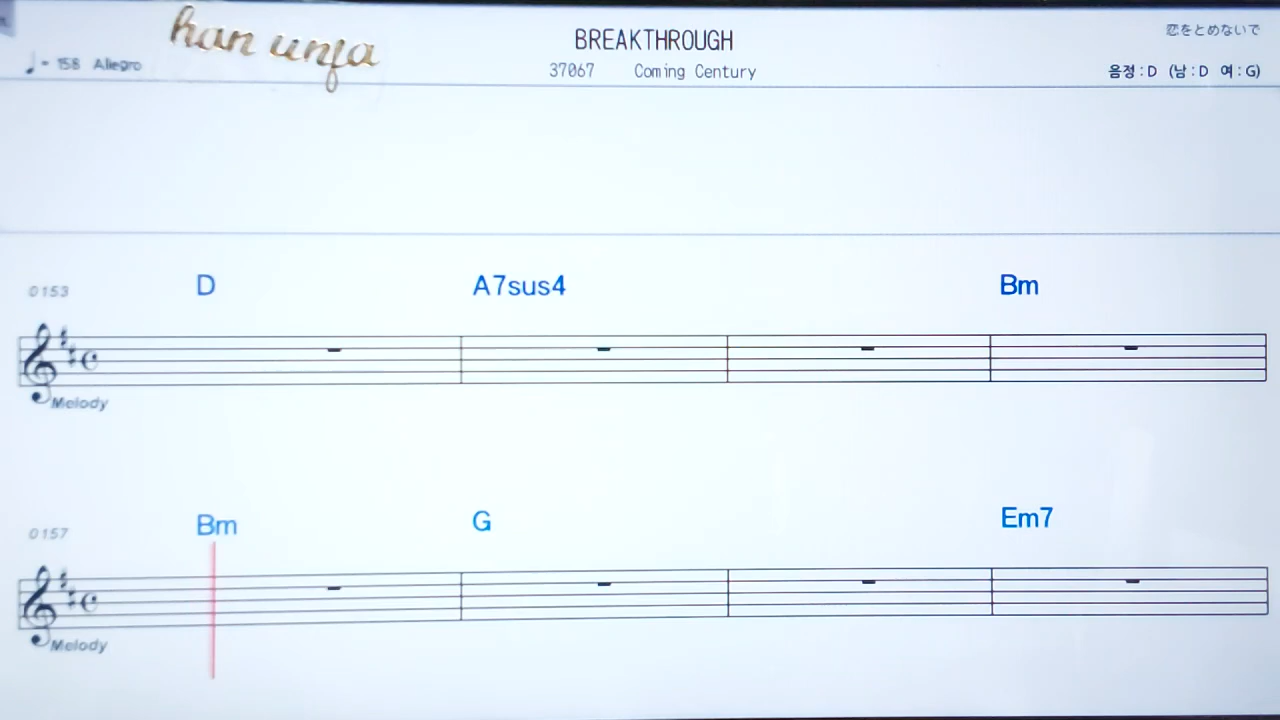 han unfa
BREAKTHROUGH
恋をとめないで
♩= 158 Allegro
37067 Coming Century
음정:D (남:D 여:G)
0153
D A7sus4 Bm
Melody
0157
Bm G Em7
Melody